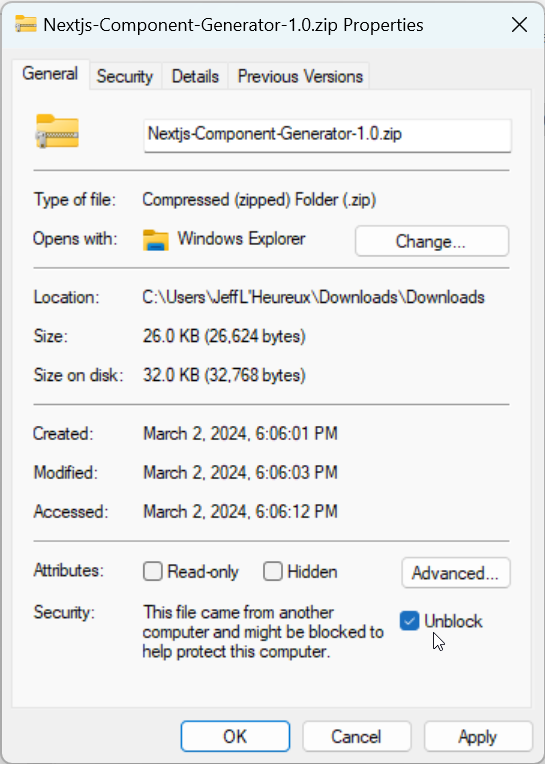 Nextjs-Component-Generator-1.0.zip Properties
General Security Details Previous Versions
Nextjs-Component-Generator-1.0.zip
Type of file: Compressed (zipped) Folder (.zip)
Opens with: Windows Explorer Change...
Location: C:\Users\JeffL'Heureux\Downloads\Downloads
Size: 26.0 KB (26,624 bytes)
Size on disk: 32.0 KB (32,768 bytes)
Created: March 2, 2024, 6:06:01 PM
Modified: March 2, 2024, 6:06:03 PM
Accessed: March 2, 2024, 6:06:12 PM
Attributes: Read-only Hidden Advanced...
Security: This file came from another
computer and might be blocked to
help protect this computer.
Unblock
OK Cancel Apply